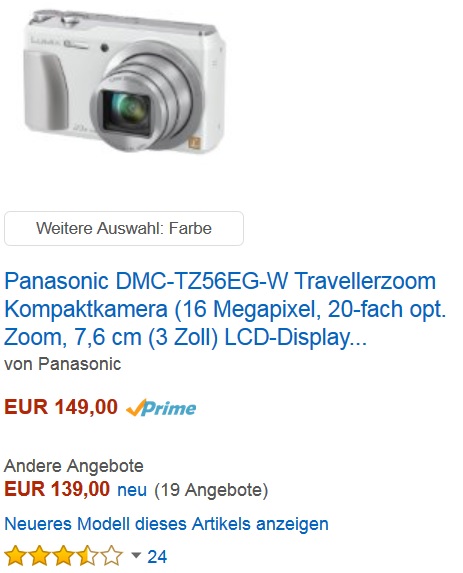 LUMIX
Weitere Auswahl: Farbe
Panasonic DMC-TZ56EG-W Travellerzoom
Kompaktkamera (16 Megapixel, 20-fach opt.
Zoom, 7,6 cm (3 Zoll) LCD-Display...
von Panasonic
EUR 149,00 Prime
Andere Angebote
EUR 139,00 neu (19 Angebote)
Neueres Modell dieses Artikels anzeigen
24